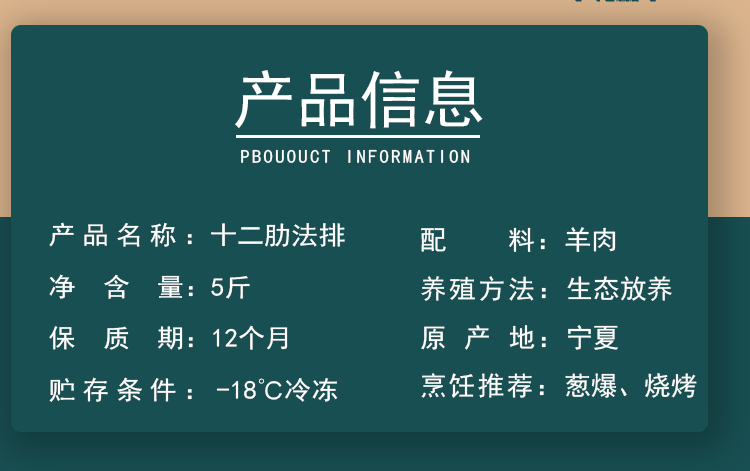 产品信息
PBOUOUCT INFORMATION
产品名称：十二肋法排
净含量：5斤
保质期：12个月
贮存条件：-18℃冷冻
配料：羊肉
养殖方法：生态放养
原产地：宁夏
烹饪推荐：葱爆、烧烤